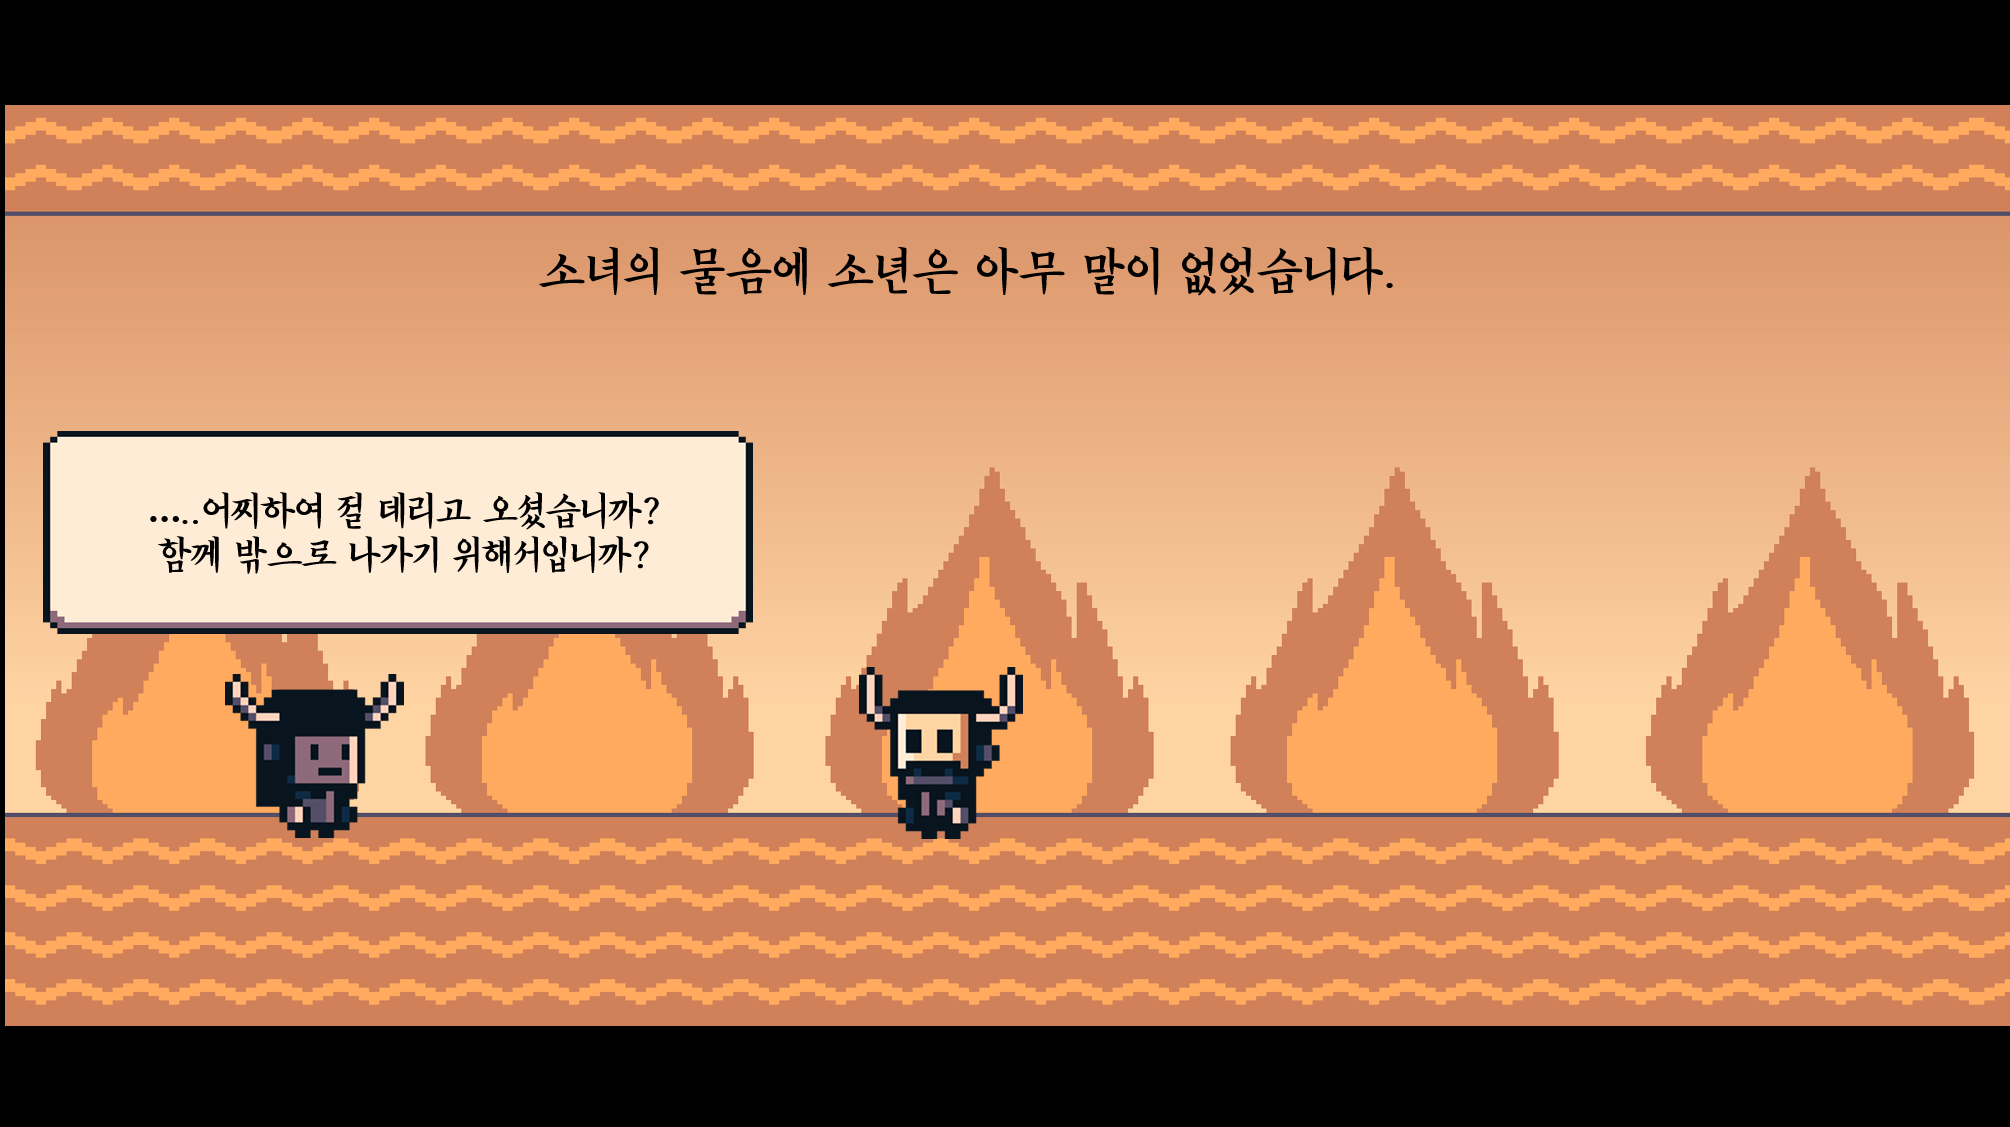 소녀의 물음에 소년은 아무 말이 없었습니다.
.....어찌하여 절 데리고 오셨습니까?
함께 밖으로 나가기 위해서입니까?